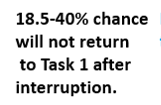 18.5-40% chance
will not return
to Task 1 after
interruption.